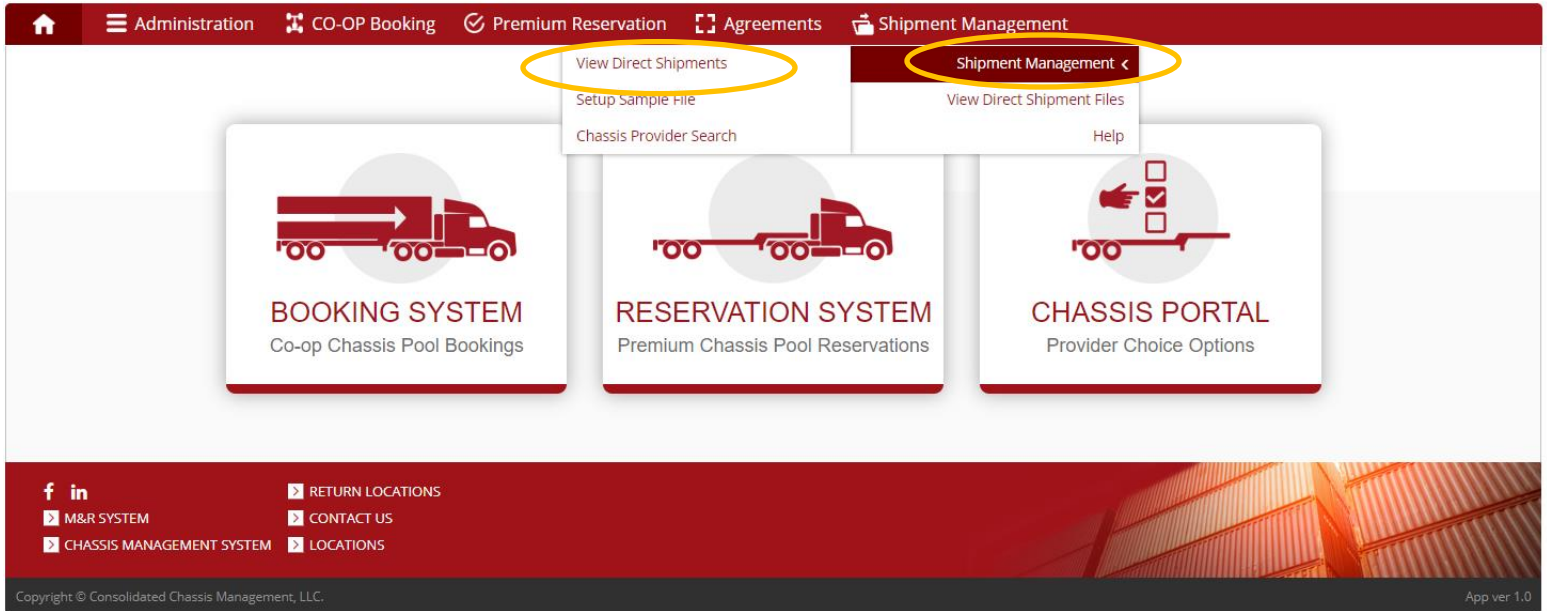 Administration CO-OP Booking Premium Reservation Agreements Shipment Management
View Direct Shipments Shipment Management
Setup Sample File View Direct Shipment Files
Chassis Provider Search Help
BOOKING SYSTEM
Co-op Chassis Pool Bookings
RESERVATION SYSTEM
Premium Chassis Pool Reservations
CHASSIS PORTAL
Provider Choice Options
f in
M&R SYSTEM
CHASSIS MANAGEMENT SYSTEM
RETURN LOCATIONS
CONTACT US
LOCATIONS
Copyright © Consolidated Chassis Management, LLC. App ver 1.0